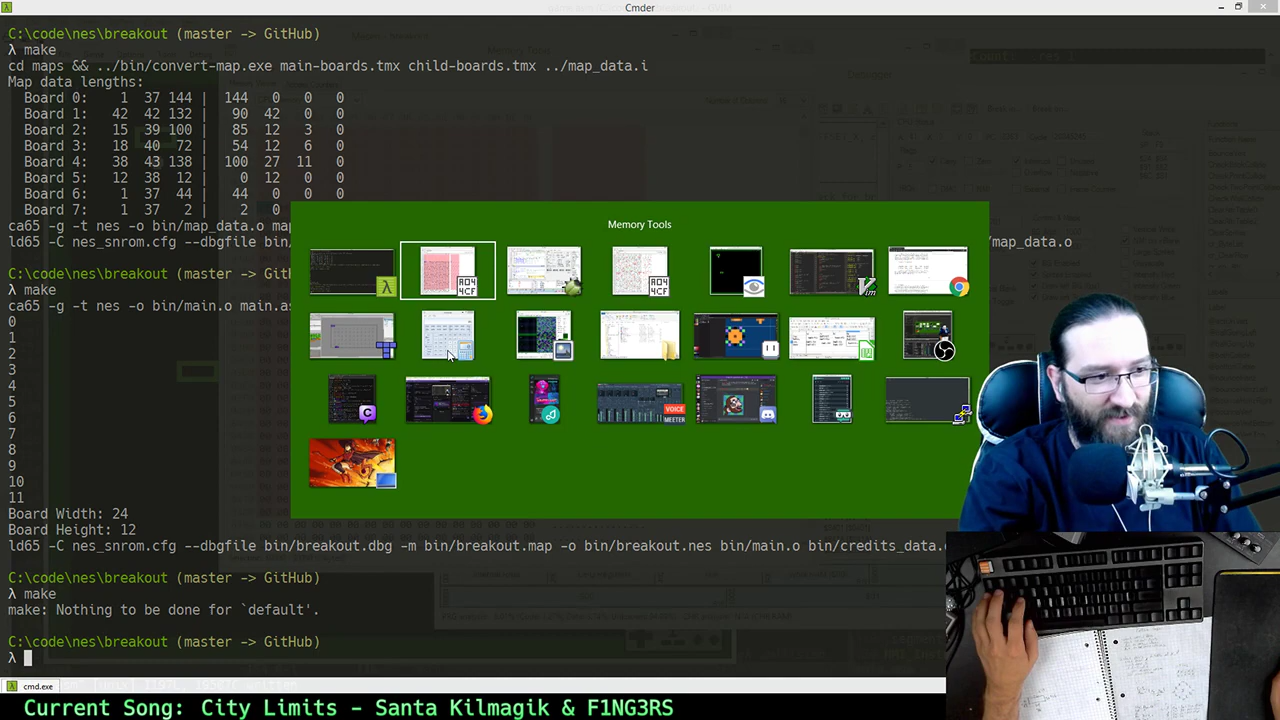 Cmder
C:\code\nes\breakout (master -> GitHub)
λ make
cd maps && ../bin/convert-map.exe main-boards.tmx child-boards.tmx ../map_data.i
Map data lengths:
Board 0: 1 37 144 | 144 0 0 0
Board 1: 42 42 132 | 90 42 0 0
Board 2: 15 39 100 | 85 12 3 0
Board 3: 18 40 72 | 54 12 6 0
Board 4: 38 43 138 | 100 27 11 0
Board 5: 12 38 12 | 0 12 0 0
Board 6: 1 37 44 | 44 0 0 0
Board 7: 1 37 2 | 2 0
Memory Tools
ca65 -g -t nes -o bin/map_data.o
ld65 -C nes_snrom.cfg --dbgfile bin/ /map_data.o
C:\code\nes\breakout (master -> GitH
λ make
ca65 -g -t nes -o bin/main.o main.as
0
1
2
3
4
5
6
7
8
9
10
11
Board Width: 24
Board Height: 12
ld65 -C nes_snrom.cfg --dbgfile bin/breakout.dbg -m bin/breakout.map -o bin/breakout.nes bin/main.o bin/credits_data.
C:\code\nes\breakout (master -> GitHub)
λ make
make: Nothing to be done for `default'.
C:\code\nes\breakout (master -> GitHub)
λ
cmd.exe
Current Song: City Limits - Santa Kilmagik & F1NG3RS